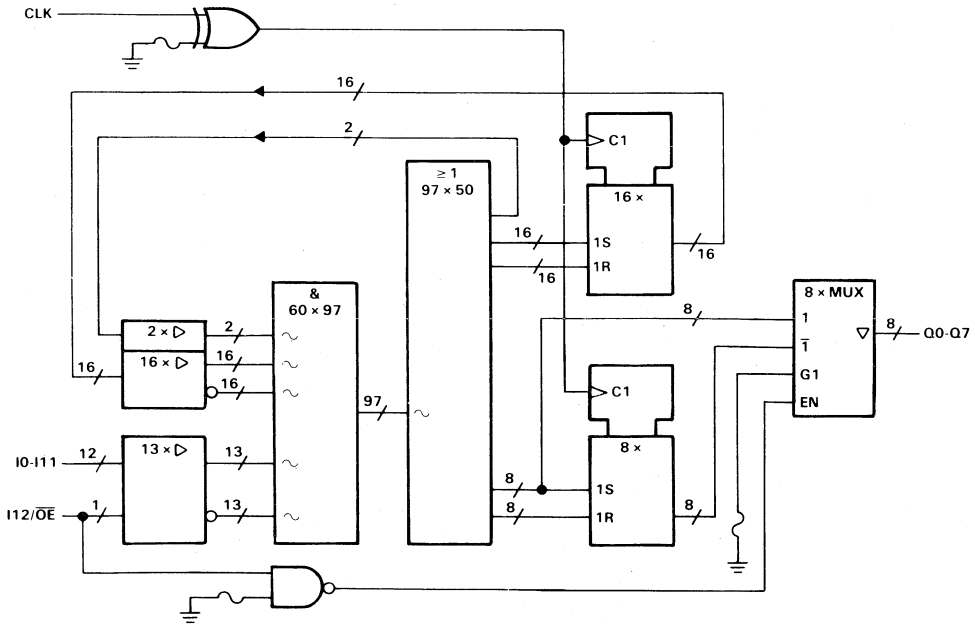 CLK
16
2
C1
≥ 1
97 × 50
16 ×
16
1S
16
1R
16
&
60 × 97
8 × MUX
8
1
8
Q0-Q7
1̅
G1
EN
2 × ▷
2
16
16 × ▷
16
16
97
C1
8 ×
I0-I11
12
13 × ▷
13
8
1S
I12/O̅E̅
1
13
8
1R
8